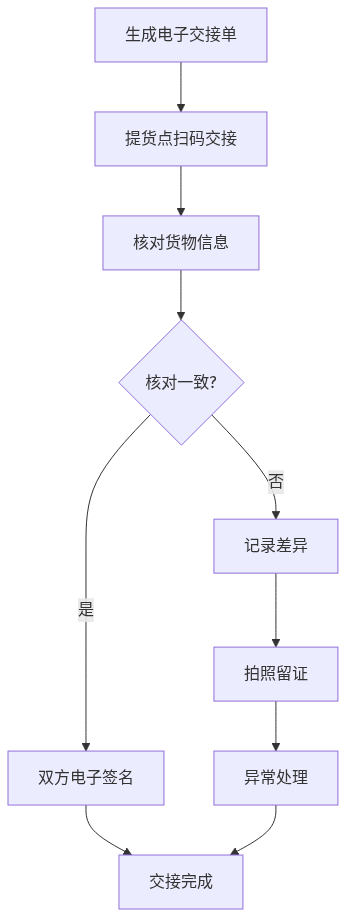 生成电子交接单
提货点扫码交接
核对货物信息
核对一致?
否
记录差异
是
拍照留证
双方电子签名
异常处理
交接完成